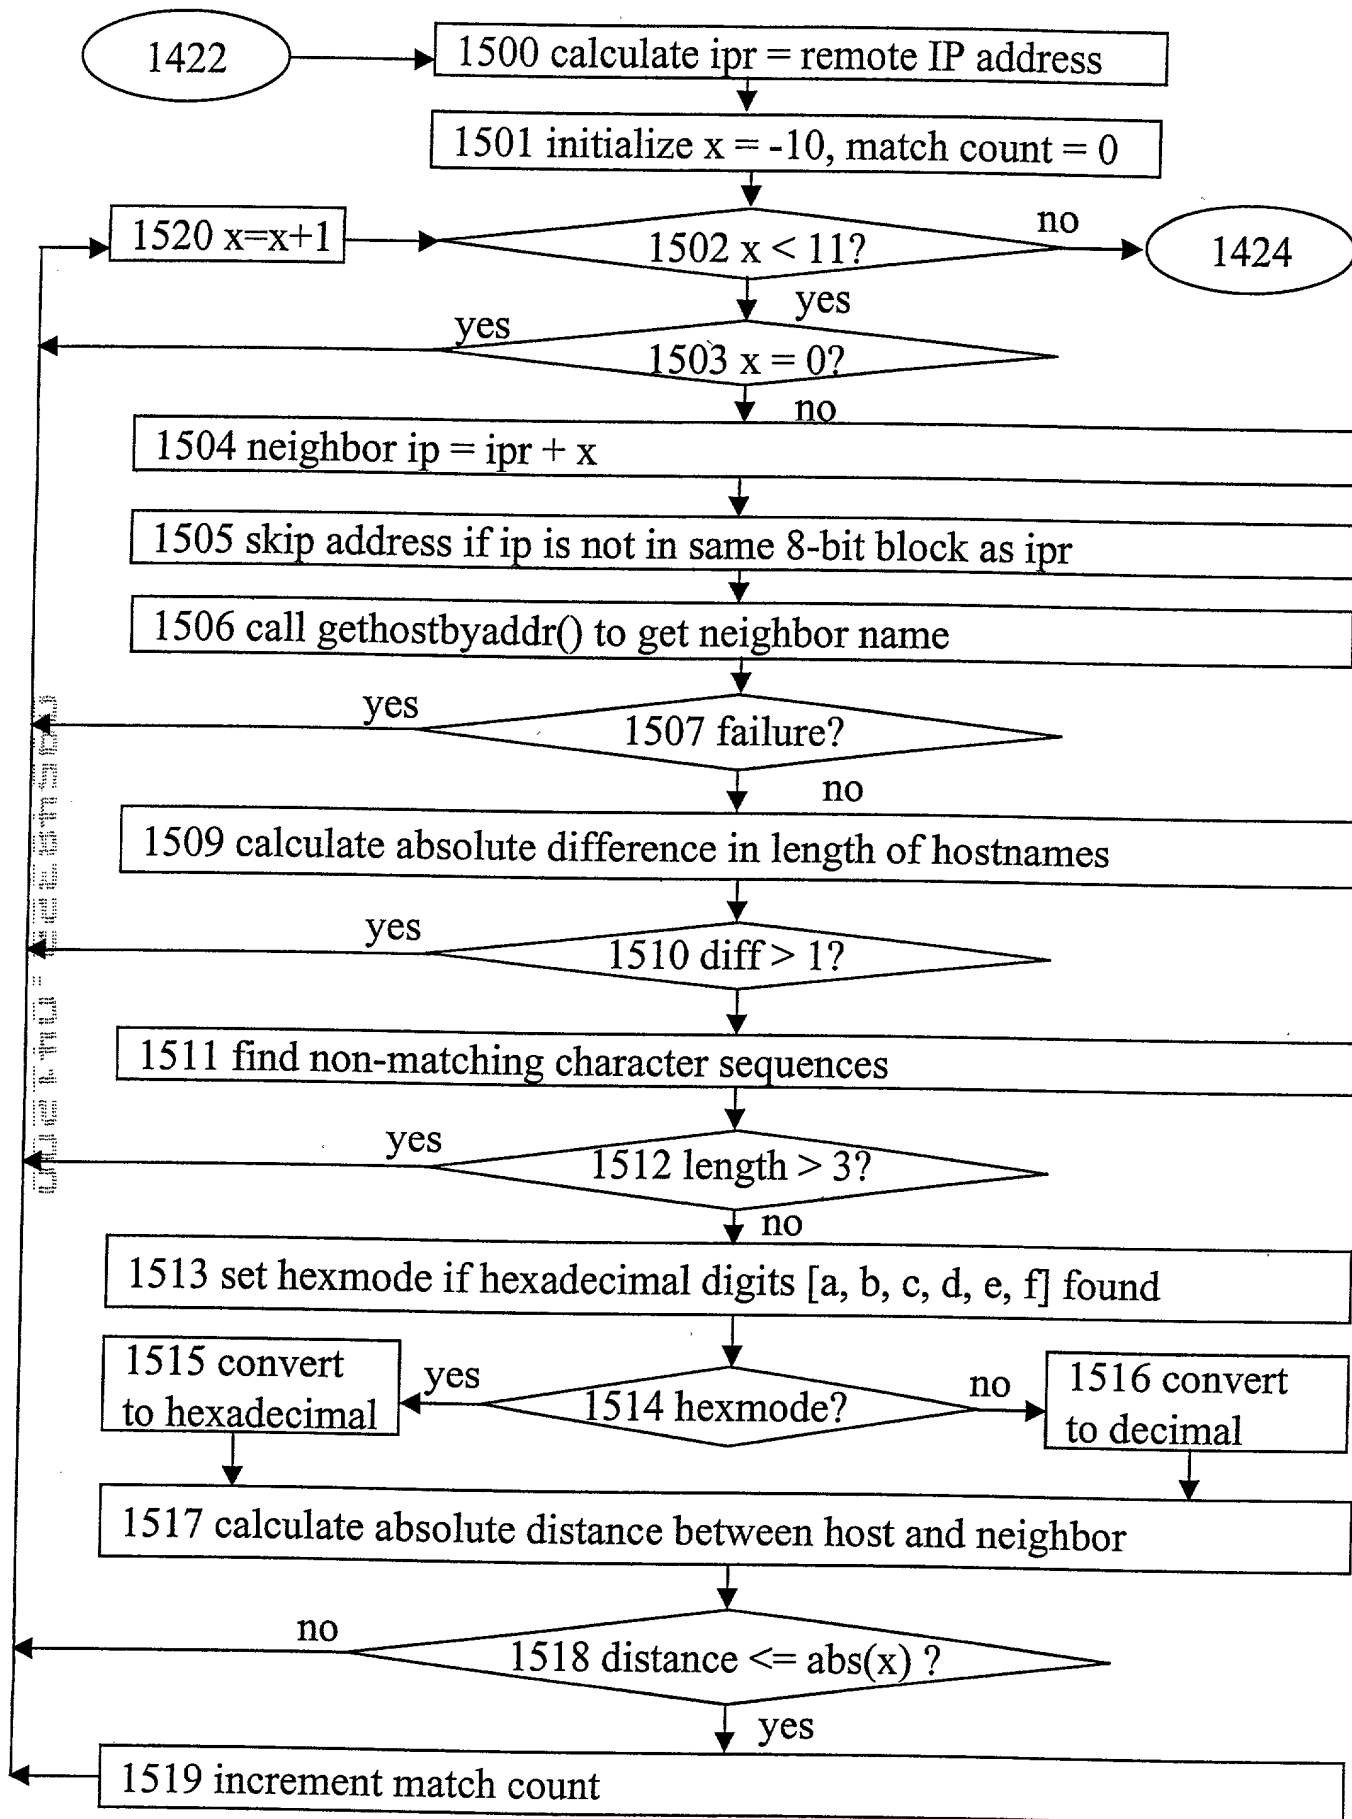 1422
1500 calculate ipr = remote IP address
1501 initialize x = -10, match count = 0
1520 x=x+1
1502 x < 11?
no
1424
yes
yes
1503 x = 0?
no
1504 neighbor ip = ipr + x
1505 skip address if ip is not in same 8-bit block as ipr
1506 call gethostbyaddr() to get neighbor name
yes
1507 failure?
no
1509 calculate absolute difference in length of hostnames
yes
1510 diff > 1?
1511 find non-matching character sequences
yes
1512 length > 3?
no
1513 set hexmode if hexadecimal digits [a, b, c, d, e, f] found
1515 convert
to hexadecimal
yes
1514 hexmode?
no
1516 convert
to decimal
1517 calculate absolute distance between host and neighbor
no
1518 distance <= abs(x) ?
yes
1519 increment match count